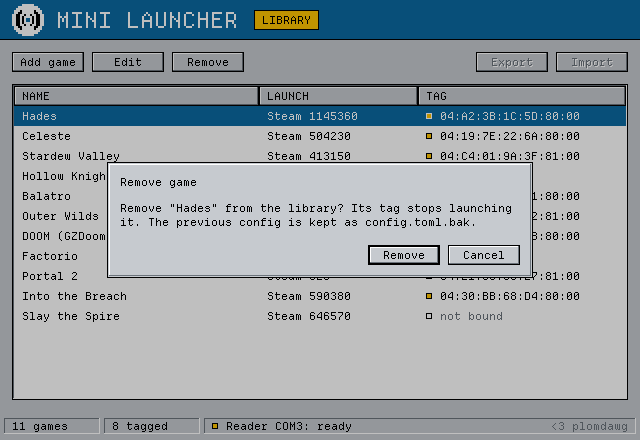 MINI LAUNCHER LIBRARY
Add game Edit Remove Export Import
NAME LAUNCH TAG
Hades Steam 1145360 04:A2:3B:1C:5D:80:00
Celeste Steam 504230 04:19:7E:22:6A:80:00
Stardew Valley Steam 413150 04:C4:01:9A:3F:81:00
Hollow Knigh
Balatro 1:80:00
Outer Wilds 2:81:00
DOOM (GZDoom B:80:00
Factorio
Portal 2
Into the Breach Steam 590380 04:30:BB:68:D4:80:00
Slay the Spire Steam 646570 not bound
Remove game
Remove "Hades" from the library? Its tag stops launching
it. The previous config is kept as config.toml.bak.
Remove Cancel
11 games 8 tagged Reader COM3: ready <3 plomdawg